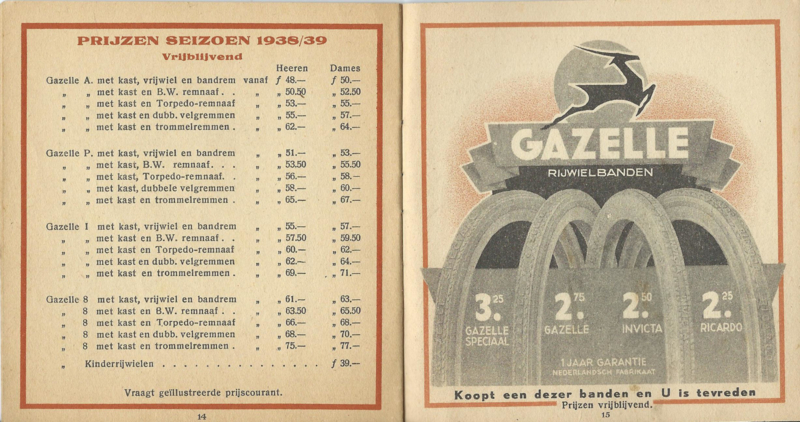 PRIJZEN SEIZOEN 1938/39
Vrijblijvend
Heeren Dames
Gazelle A. met kast, vrijwiel en bandrem vanaf f 48.— f 50.—
„ „ met kast en B.W. remnaaf. . „ „ 50.50 „ 52.50
„ „ met kast en Torpedo-remnaaf „ „ 53.— „ 55.—
„ „ met kast en dubb. velgremmen „ „ 55.— „ 57.—
„ „ met kast en trommelremmen . „ „ 62.— „ 64.—
Gazelle P. met kast, vrijwiel en bandrem „ „ 51.— „ 53.—
„ „ met kast, B.W. remnaaf. . „ „ 53.50 „ 55.50
„ „ met kast, Torpedo-remnaaf. „ „ 56.— „ 58.—
„ „ met kast, dubbele velgremmen „ „ 58.— „ 60.—
„ „ met kast en trommelremmen . „ „ 65.— „ 67.—
Gazelle I met kast, vrijwiel en bandrem „ „ 55.— „ 57.—
„ „ met kast en B.W. remnaaf. . „ „ 57.50 „ 59.50
„ „ met kast en Torpedo-remnaaf „ „ 60.— „ 62.—
„ „ met kast en dubb. velgremmen „ „ 62.— „ 64.—
„ „ met kast en trommelremmen . „ „ 69.— „ 71.—
Gazelle 8 met kast, vrijwiel en bandrem „ „ 61.— „ 63.—
„ 8 met kast en B.W. remnaaf. . „ „ 63.50 „ 65.50
„ 8 met kast en Torpedo-remnaaf „ „ 66.— „ 68.—
„ 8 met kast en dubb. velgremmen „ „ 68.— „ 70.—
„ 8 met kast en trommelremmen . „ „ 75.— „ 77.—
„ Kinderrijwielen . . . . . . . . . . . . . . f 39.—
Vraagt geïllustreerde prijscourant.
14
GAZELLE
RIJWIELBANDEN
3.25 2.75 2.50 2.25
GAZELLE SPECIAAL GAZELLE INVICTA RICARDO
1 JAAR GARANTIE
NEDERLANDSCH FABRIKAAT
Koopt een dezer banden en U is tevreden
Prijzen vrijblijvend.
15